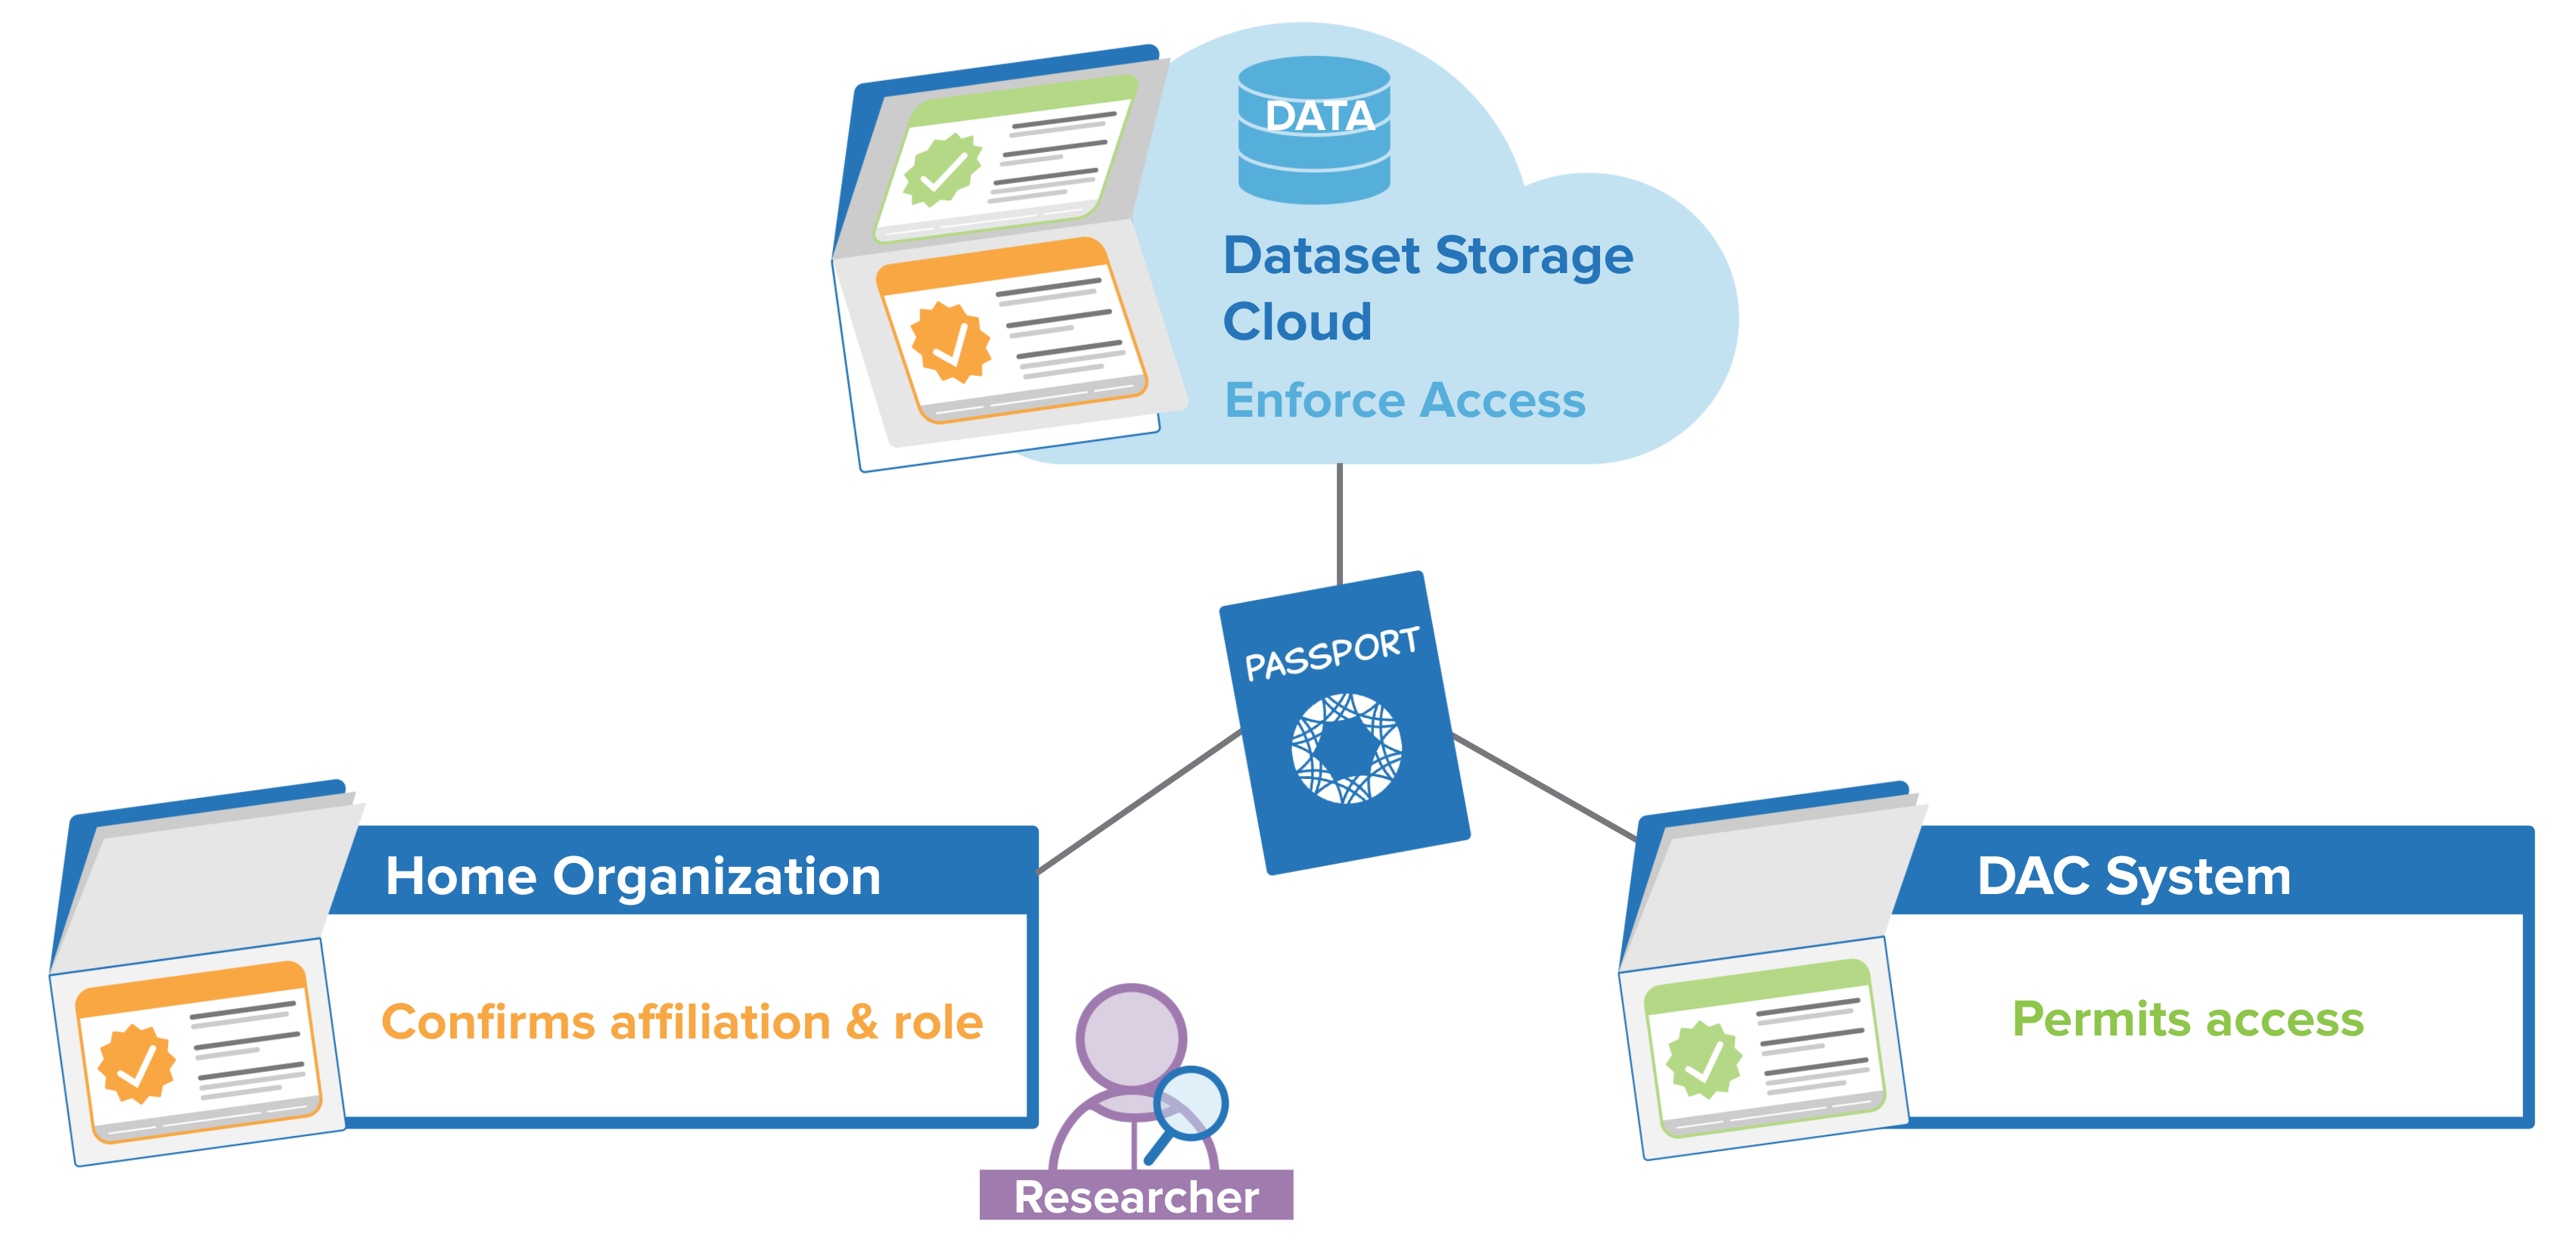 DATA
Dataset Storage
Cloud
Enforce Access
PASSPORT
Home Organization
Confirms affiliation & role
DAC System
Permits access
Researcher